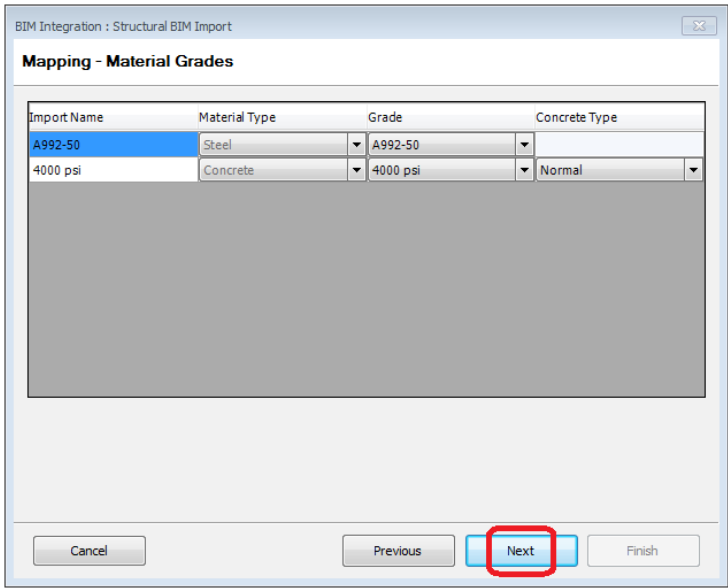 BIM Integration : Structural BIM Import
Mapping - Material Grades
Import Name Material Type Grade Concrete Type
A992-50 Steel A992-50
4000 psi Concrete 4000 psi Normal
Cancel Previous Next Finish